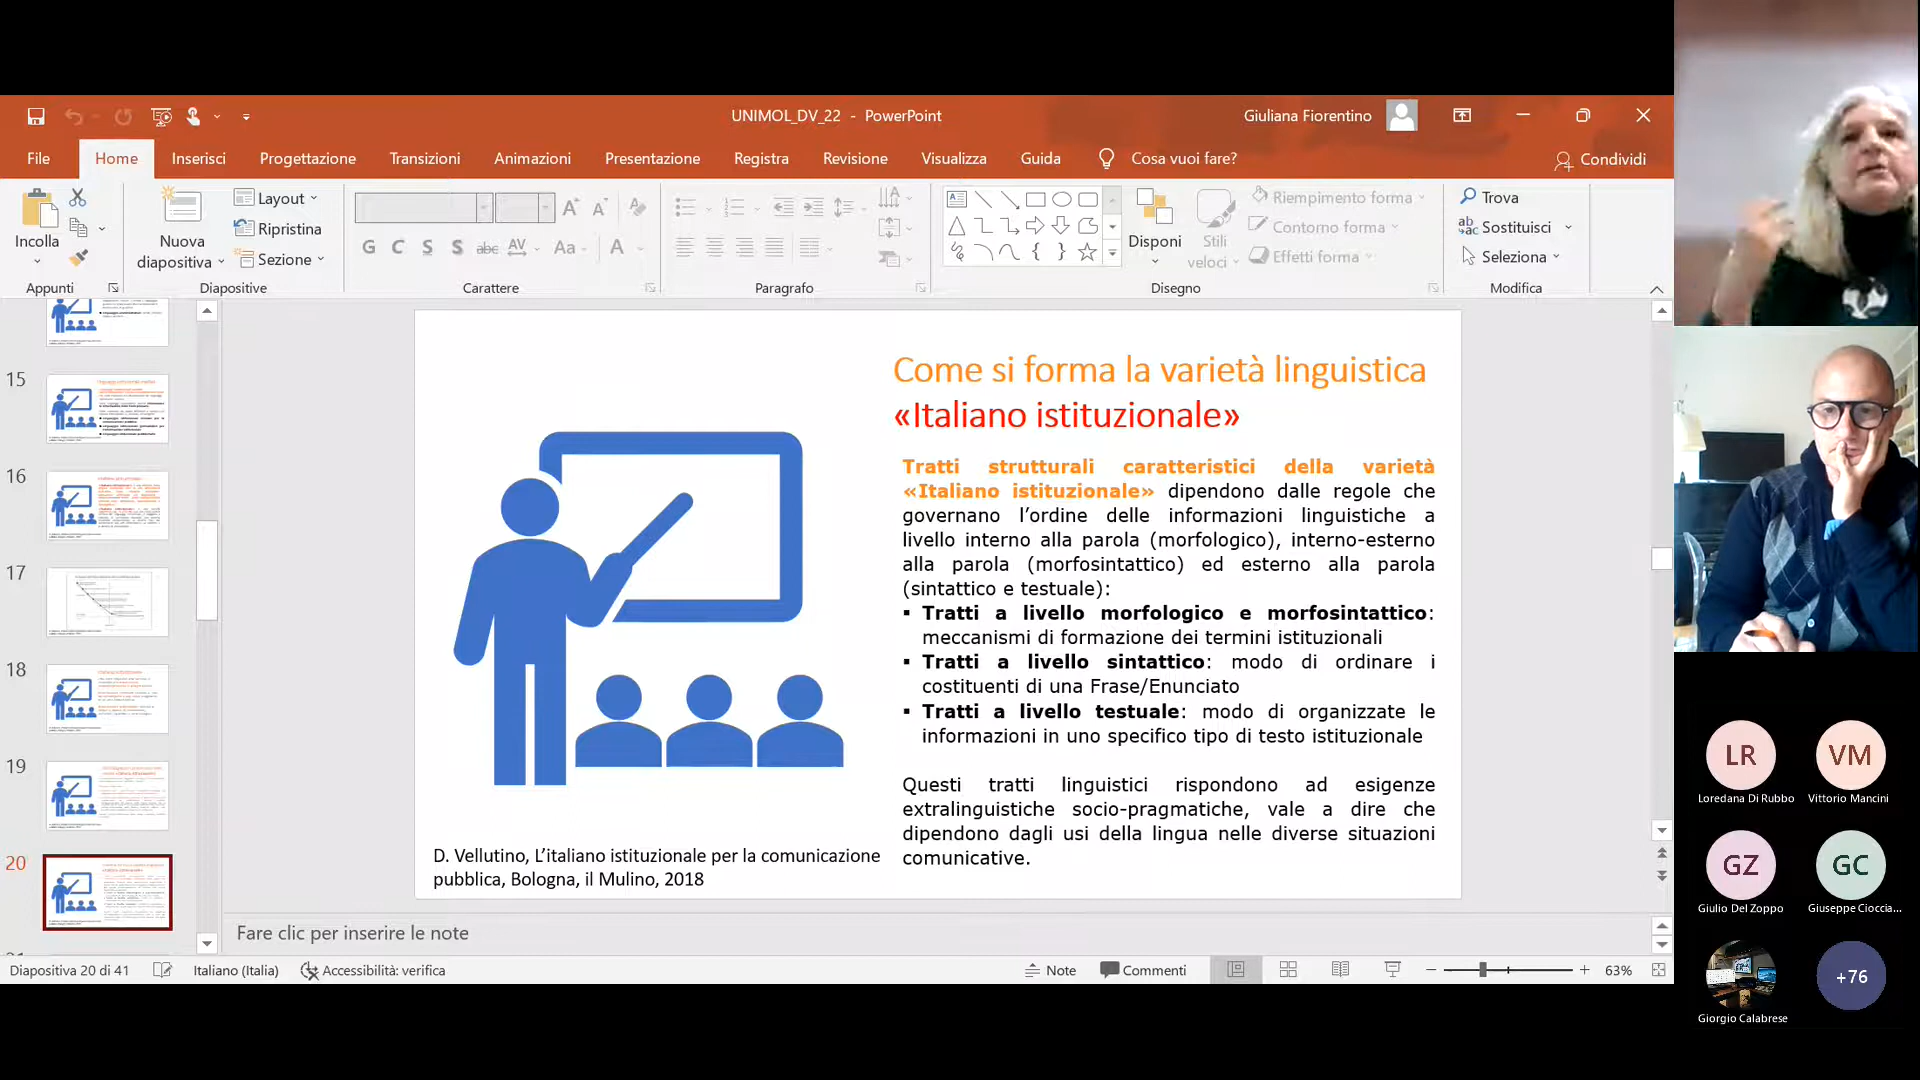 UNIMOL_DV_22 - PowerPoint
Giuliana Fiorentino
File Home Inserisci Progettazione Transizioni Animazioni Presentazione Registra Revisione Visualizza Guida Cosa vuoi fare? Condividi
Incolla
Appunti
Nuova diapositiva
Layout
Ripristina
Sezione
Diapositive
G C S S abc AV Aa A
Carattere
Paragrafo
Disponi
Stili veloci
Riempimento forma
Contorno forma
Effetti forma
Disegno
Trova
Sostituisci
Seleziona
Modifica
15
16
17
18
19
20
Come si forma la varietà linguistica
«Italiano istituzionale»
Tratti strutturali caratteristici della varietà
«Italiano istituzionale» dipendono dalle regole che
governano l’ordine delle informazioni linguistiche a
livello interno alla parola (morfologico), interno-esterno
alla parola (morfosintattico) ed esterno alla parola
(sintattico e testuale):
▪ Tratti a livello morfologico e morfosintattico:
meccanismi di formazione dei termini istituzionali
▪ Tratti a livello sintattico: modo di ordinare i
costituenti di una Frase/Enunciato
▪ Tratti a livello testuale: modo di organizzate le
informazioni in uno specifico tipo di testo istituzionale
Questi tratti linguistici rispondono ad esigenze
extralinguistiche socio-pragmatiche, vale a dire che
dipendono dagli usi della lingua nelle diverse situazioni
comunicative.
D. Vellutino, L’italiano istituzionale per la comunicazione
pubblica, Bologna, il Mulino, 2018
Fare clic per inserire le note
Diapositiva 20 di 41 Italiano (Italia) Accessibilità: verifica Note Commenti 63%
LR
Loredana Di Rubbo
VM
Vittorio Mancini
GZ
Giulio Del Zoppo
GC
Giuseppe Cioccia...
Giorgio Calabrese
+76